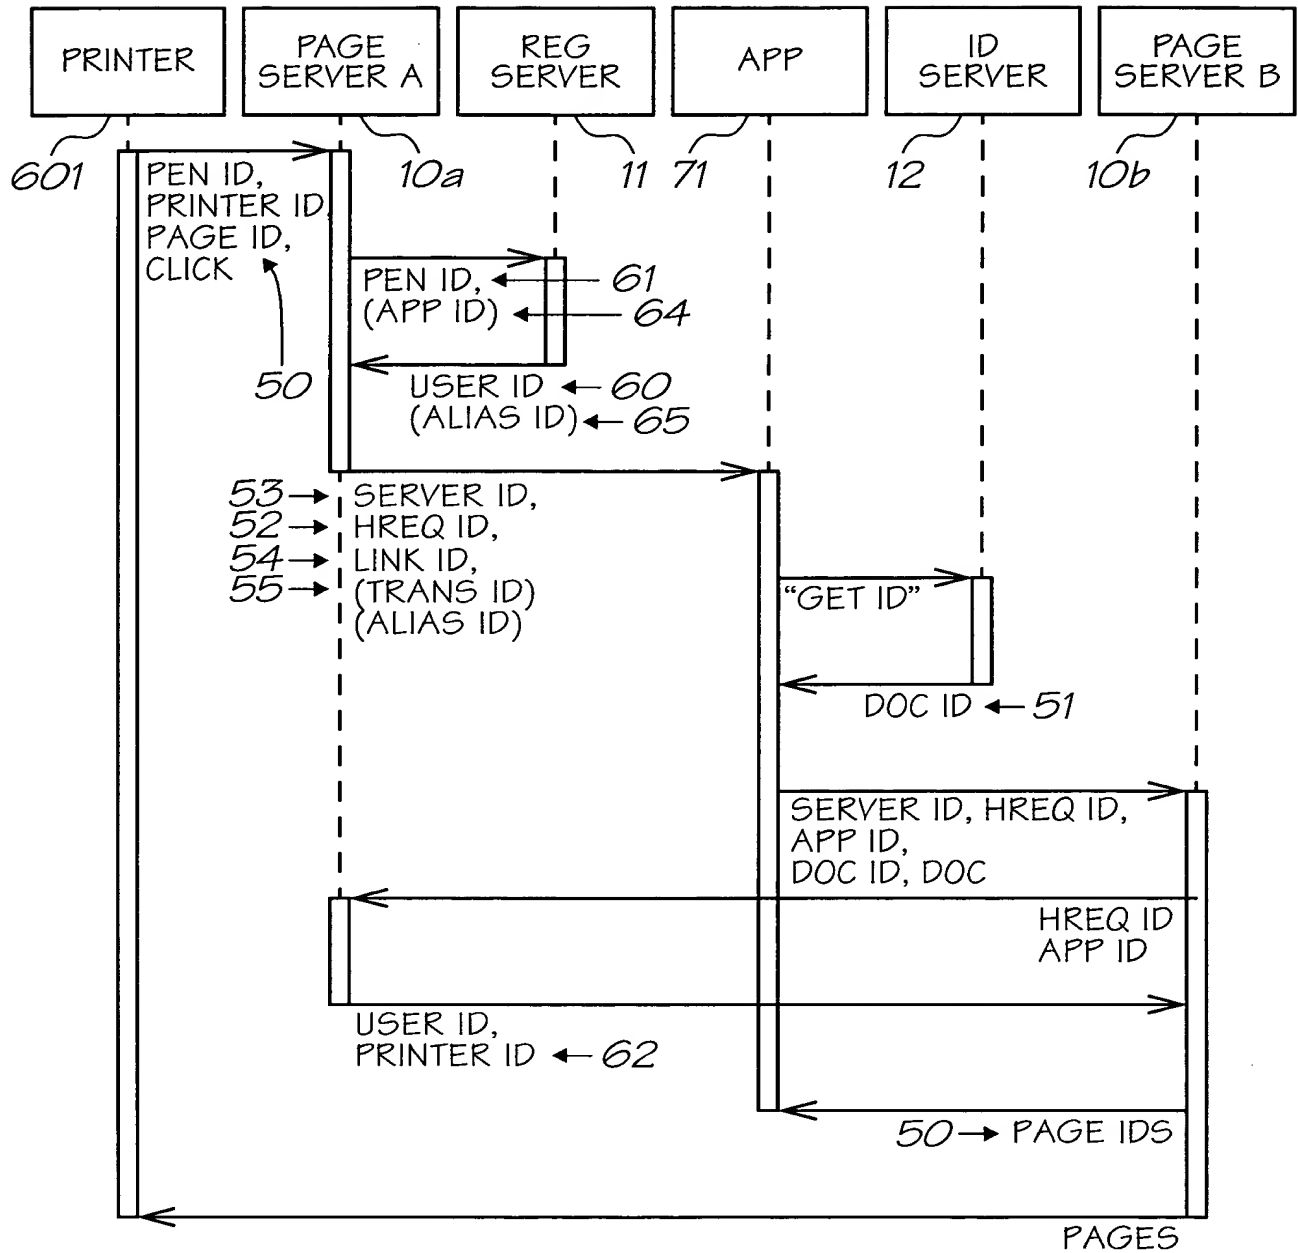 PRINTER
PAGE
SERVER A
REG
SERVER
APP
ID
SERVER
PAGE
SERVER B
601
10a
11
71
12
10b
PEN ID,
PRINTER ID
PAGE ID,
CLICK
50
PEN ID,
61
(APP ID)
64
USER ID
60
(ALIAS ID)
65
53
SERVER ID,
52
HREQ ID,
54
LINK ID,
55
(TRANS ID)
(ALIAS ID)
“GET ID”
DOC ID
51
SERVER ID, HREQ ID,
APP ID,
DOC ID, DOC
HREQ ID
APP ID
USER ID,
PRINTER ID
62
50
PAGE IDS
PAGES